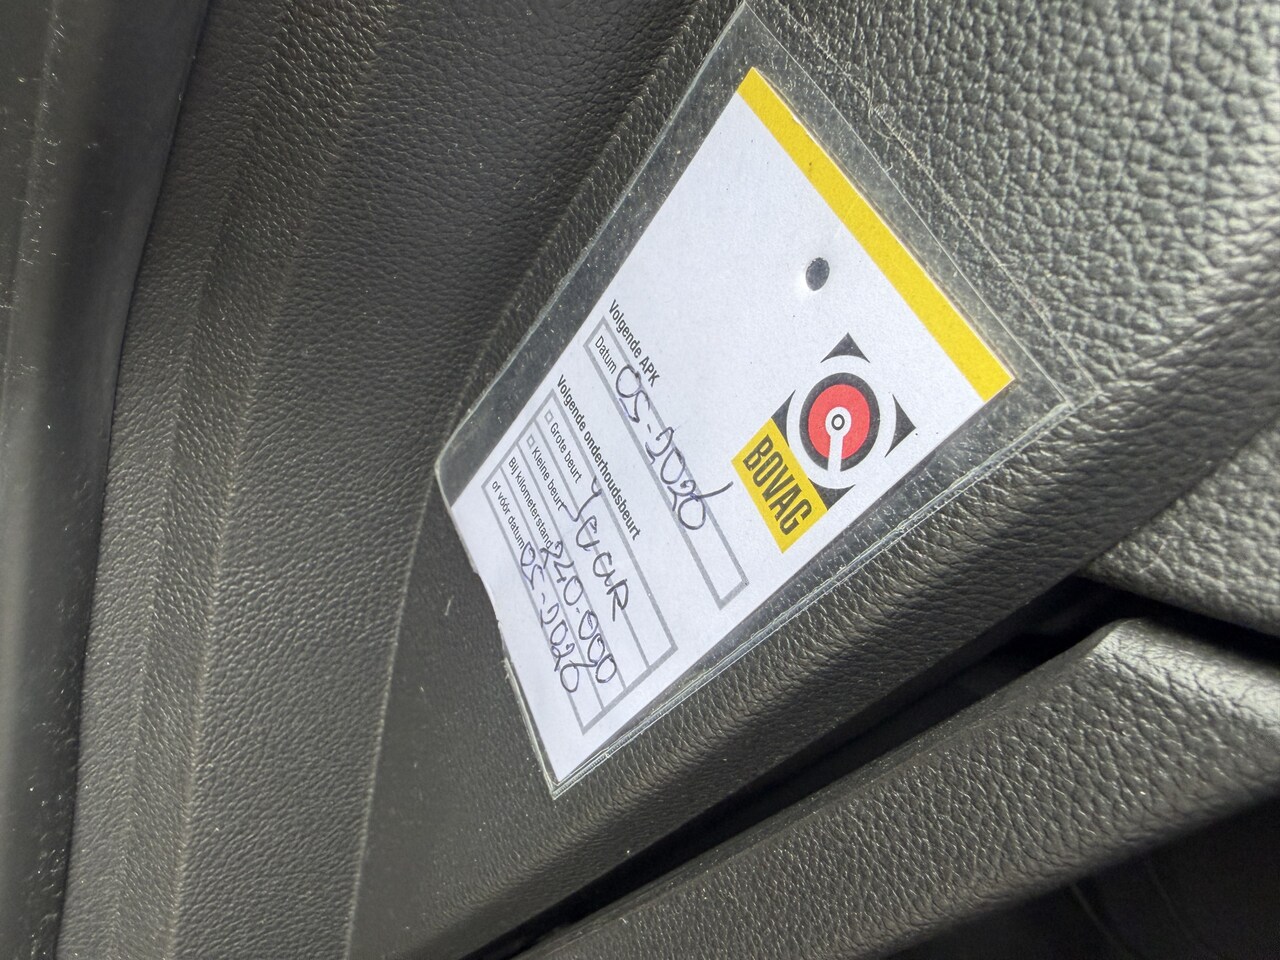 BOVAG
Volgende APK
Datum 05-2026
Volgende onderhoudsbeurt
Grote beurt
Kleine beurt
Bij kilometerstand 240.000
of vóór datum 05-2026